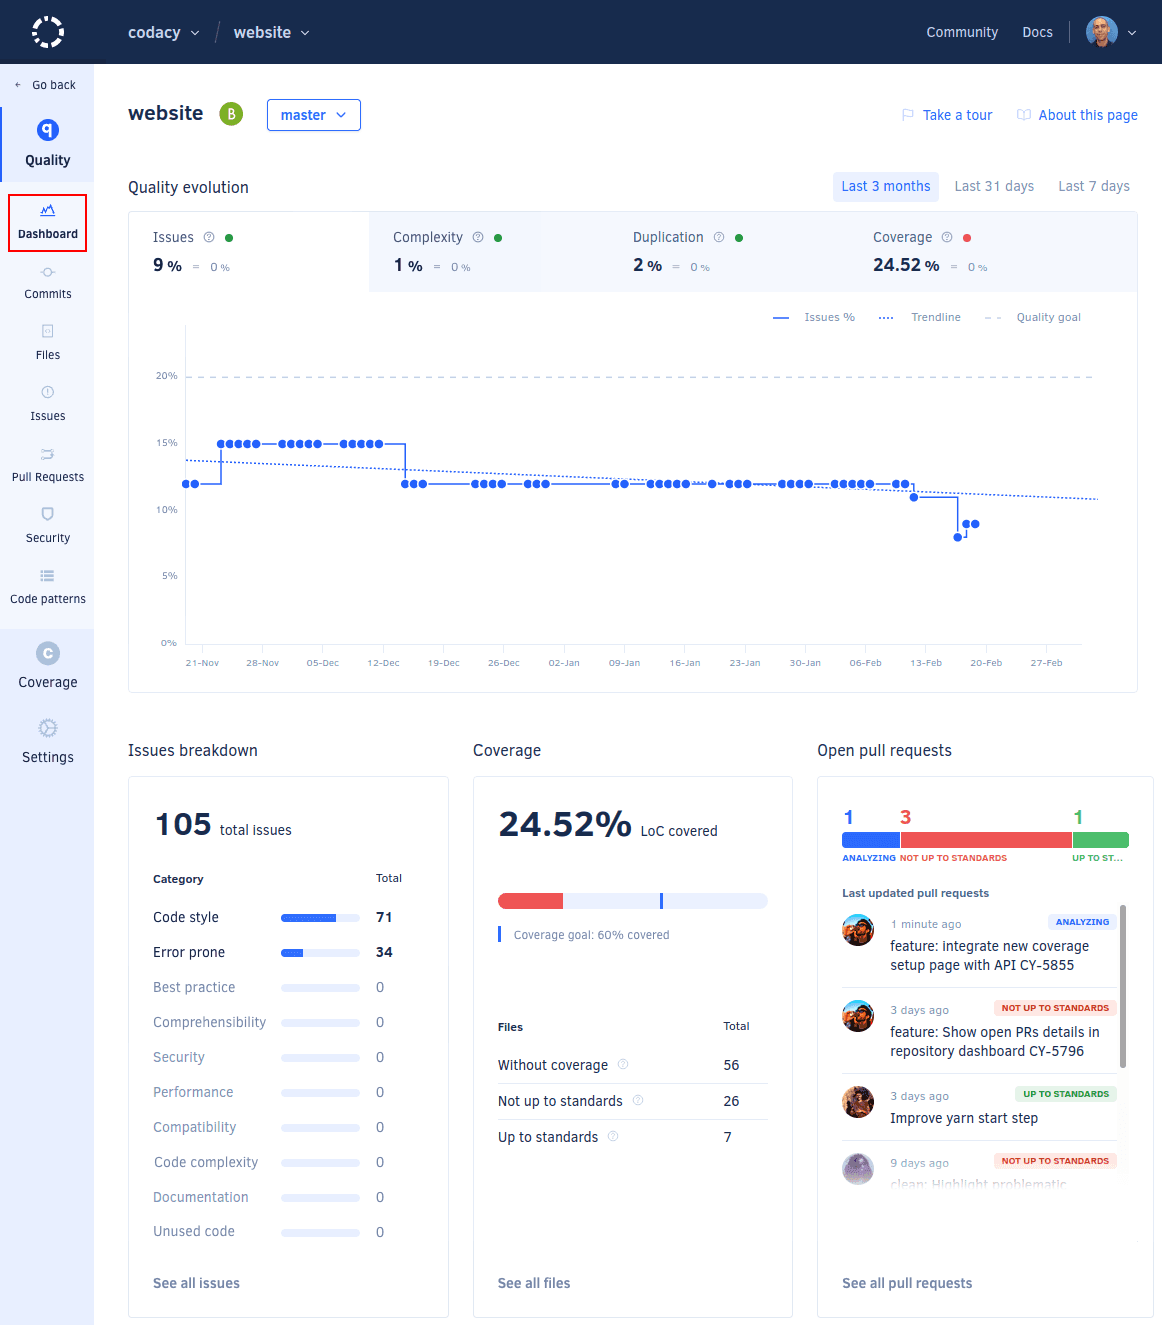 codacy / website
Community Docs
← Go back
Quality
Dashboard
Commits
Files
Issues
Pull Requests
Security
Code patterns
C
Coverage
Settings
website B master
Take a tour About this page
Quality evolution
Last 3 months Last 31 days Last 7 days
Issues ?
9 % = 0 %
Complexity ?
1 % = 0 %
Duplication ?
2 % = 0 %
Coverage ?
24.52 % = 0 %
Issues % Trendline Quality goal
20%
15%
10%
5%
0%
21-Nov 28-Nov 05-Dec 12-Dec 19-Dec 26-Dec 02-Jan 09-Jan 16-Jan 23-Jan 30-Jan 06-Feb 13-Feb 20-Feb 27-Feb
Issues breakdown
105 total issues
Category Total
Code style 71
Error prone 34
Best practice 0
Comprehensibility 0
Security 0
Performance 0
Compatibility 0
Code complexity 0
Documentation 0
Unused code 0
See all issues
Coverage
24.52% LoC covered
Coverage goal: 60% covered
Files Total
Without coverage ? 56
Not up to standards ? 26
Up to standards ? 7
See all files
Open pull requests
1 3 1
ANALYZING NOT UP TO STANDARDS UP TO ST...
Last updated pull requests
1 minute ago ANALYZING
feature: integrate new coverage
setup page with API CY-5855
3 days ago NOT UP TO STANDARDS
feature: Show open PRs details in
repository dashboard CY-5796
3 days ago UP TO STANDARDS
Improve yarn start step
9 days ago NOT UP TO STANDARDS
clean: Highlight problematic
See all pull requests